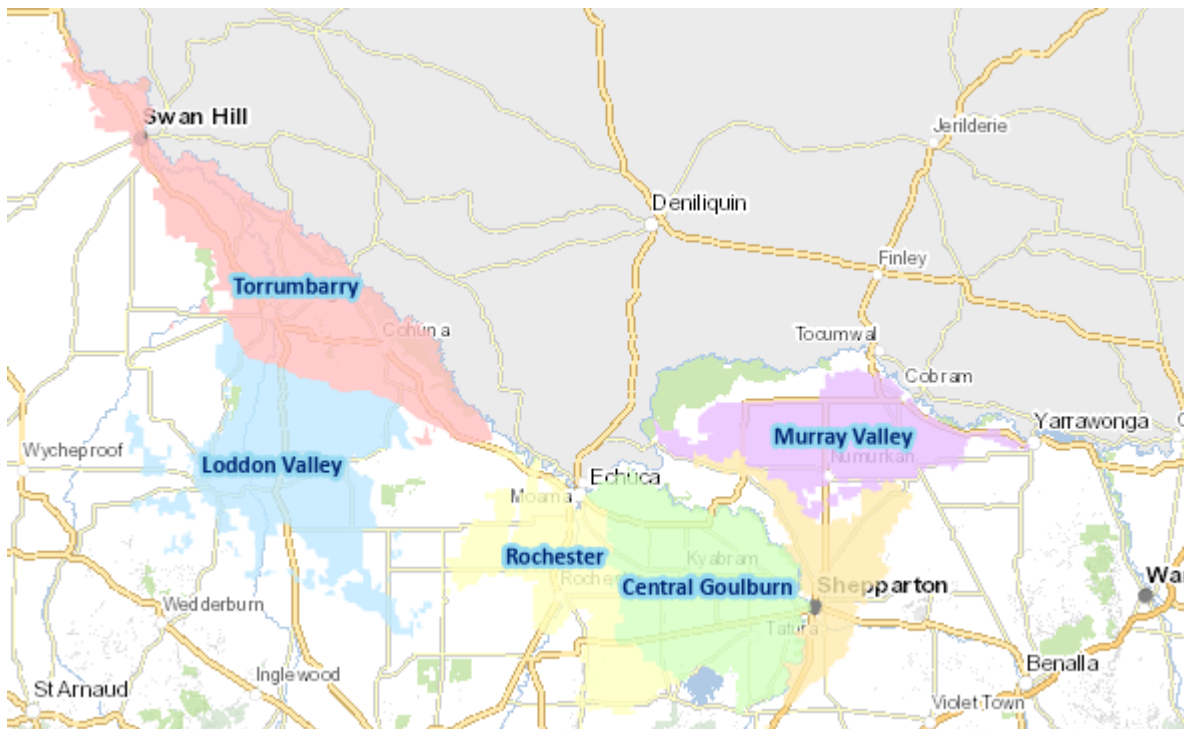 Swan Hill
Jerilderie
Deniliquin
Finley
Torrumbarry
Cohuna
Tocumwal
Cobram
Yarrawonga
Murray Valley
Numurkah
Wycheproof
Loddon Valley
Echuca
Moama
Rochester
Kyabram
Central Goulburn
Shepparton
Tatura
Wedderburn
Inglewood
Benalla
St Arnaud
Violet Town